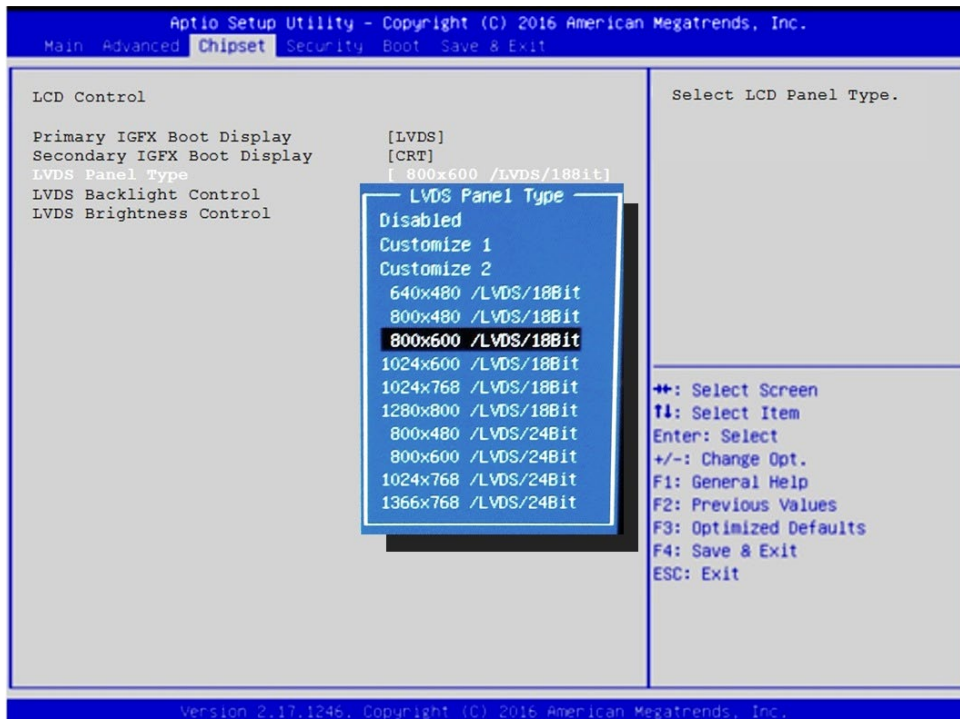 Aptio Setup Utility – Copyright (C) 2016 American Megatrends, Inc.
Main Advanced Chipset Security Boot Save & Exit
LCD Control
Primary IGFX Boot Display [LVDS]
Secondary IGFX Boot Display [CRT]
LVDS Panel Type [ 800x600 /LVDS/188it]
LVDS Backlight Control
LVDS Brightness Control
LVDS Panel Type
Disabled
Customize 1
Customize 2
640x480 /LVDS/18Bit
800x480 /LVDS/18Bit
800x600 /LVDS/18Bit
1024x600 /LVDS/18Bit
1024x768 /LVDS/18Bit
1280x800 /LVDS/18Bit
800x480 /LVDS/24Bit
800x600 /LVDS/24Bit
1024x768 /LVDS/24Bit
1366x768 /LVDS/24Bit
Select LCD Panel Type.
→←: Select Screen
↑↓: Select Item
Enter: Select
+/-: Change Opt.
F1: General Help
F2: Previous Values
F3: Optimized Defaults
F4: Save & Exit
ESC: Exit
Version 2.17.1246. Copyright (C) 2016 American Megatrends, Inc.